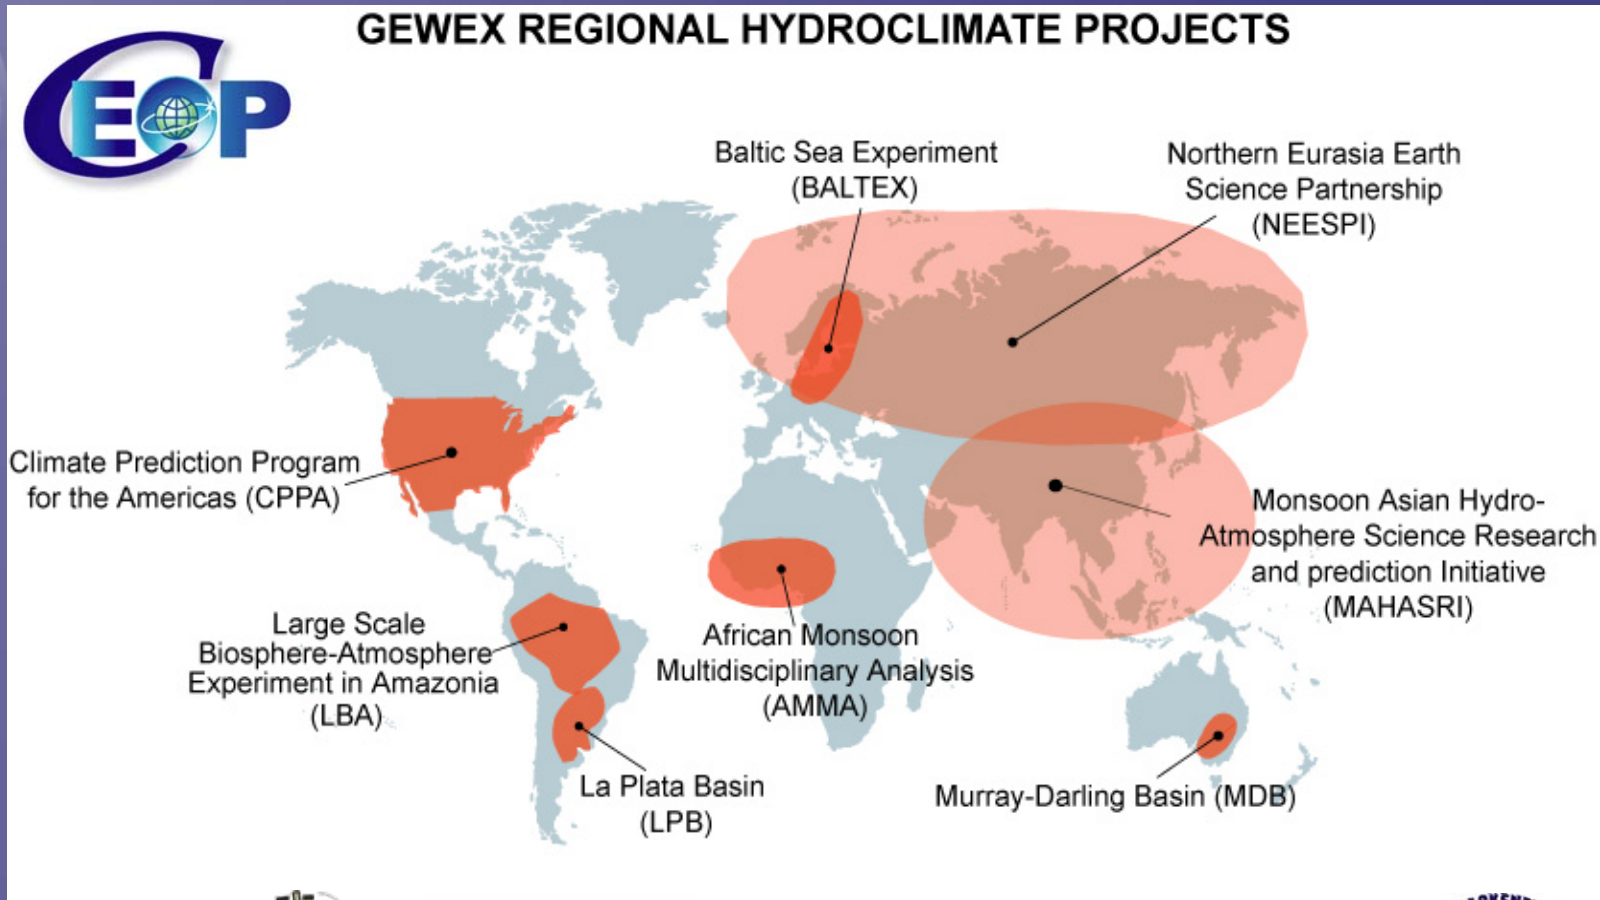 GEWEX REGIONAL HYDROCLIMATE PROJECTS
CEOP
Baltic Sea Experiment
(BALTEX)
Northern Eurasia Earth
Science Partnership
(NEESPI)
Climate Prediction Program
for the Americas (CPPA)
Monsoon Asian Hydro-
Atmosphere Science Research
and prediction Initiative
(MAHASRI)
Large Scale
Biosphere-Atmosphere
Experiment in Amazonia
(LBA)
African Monsoon
Multidisciplinary Analysis
(AMMA)
La Plata Basin
(LPB)
Murray-Darling Basin (MDB)